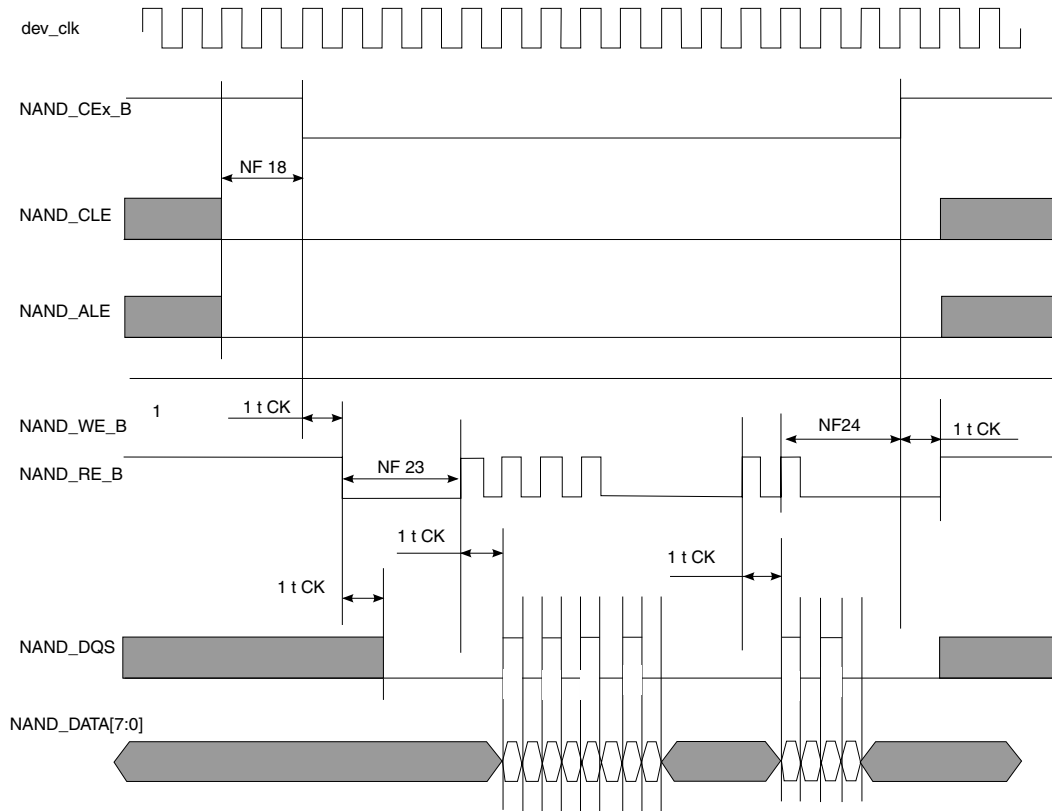 dev_clk
NAND_CEx_B
NF 18
NAND_CLE
NAND_ALE
1
1 t CK
NAND_WE_B
NF24
1 t CK
NF 23
NAND_RE_B
1 t CK
1 t CK
1 t CK
NAND_DQS
NAND_DATA[7:0]